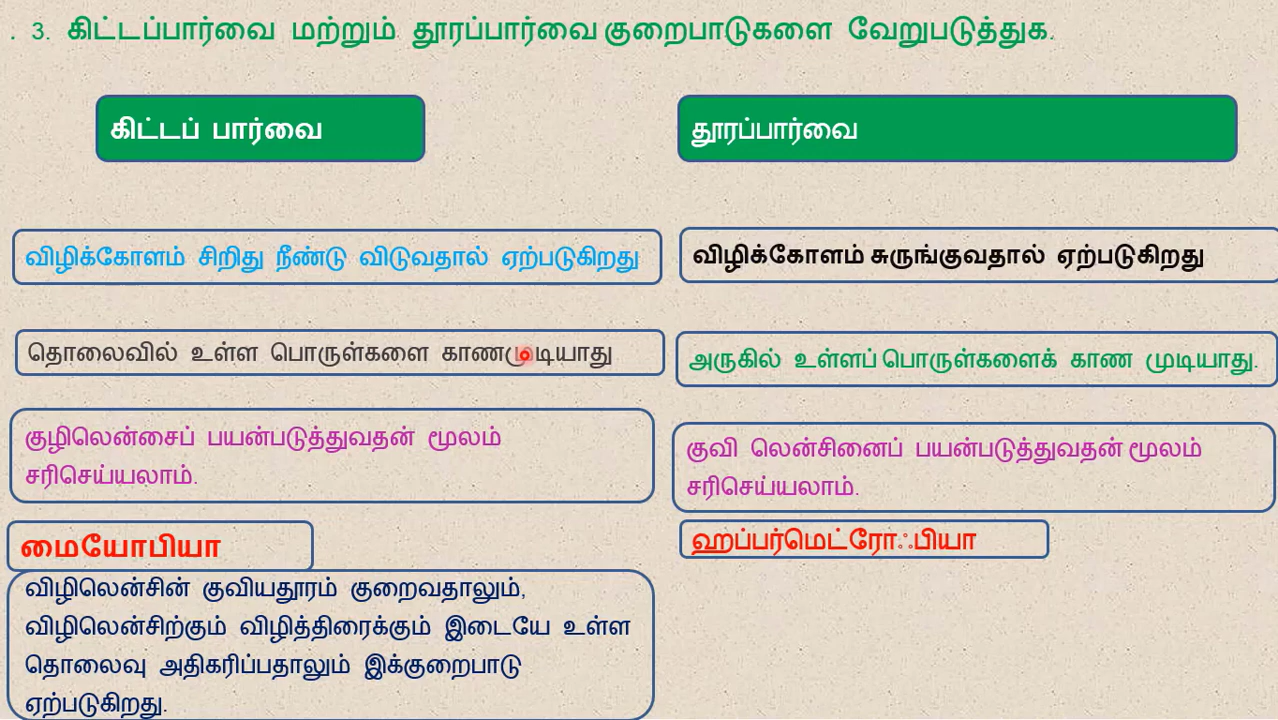 . 3. கிட்டப்பார்வை மற்றும் தூரப்பார்வை குறைபாடுகளை வேறுபடுத்துக.
கிட்டப் பார்வை
தூரப்பார்வை
விழிக்கோளம் சிறிது நீண்டு விடுவதால் ஏற்படுகிறது
விழிக்கோளம் சுருங்குவதால் ஏற்படுகிறது
தொலைவில் உள்ள பொருள்களை காணமுடியாது
அருகில் உள்ளப் பொருள்களைக் காண முடியாது.
குழிலென்சைப் பயன்படுத்துவதன் மூலம்
சரிசெய்யலாம்.
குவி லென்சினைப் பயன்படுத்துவதன் மூலம்
சரிசெய்யலாம்.
மையோபியா
ஹப்பர்மெட்ரோஃபியா
விழிலென்சின் குவியதூரம் குறைவதாலும்,
விழிலென்சிற்கும் விழித்திரைக்கும் இடையே உள்ள
தொலைவு அதிகரிப்பதாலும் இக்குறைபாடு
ஏற்படுகிறது.